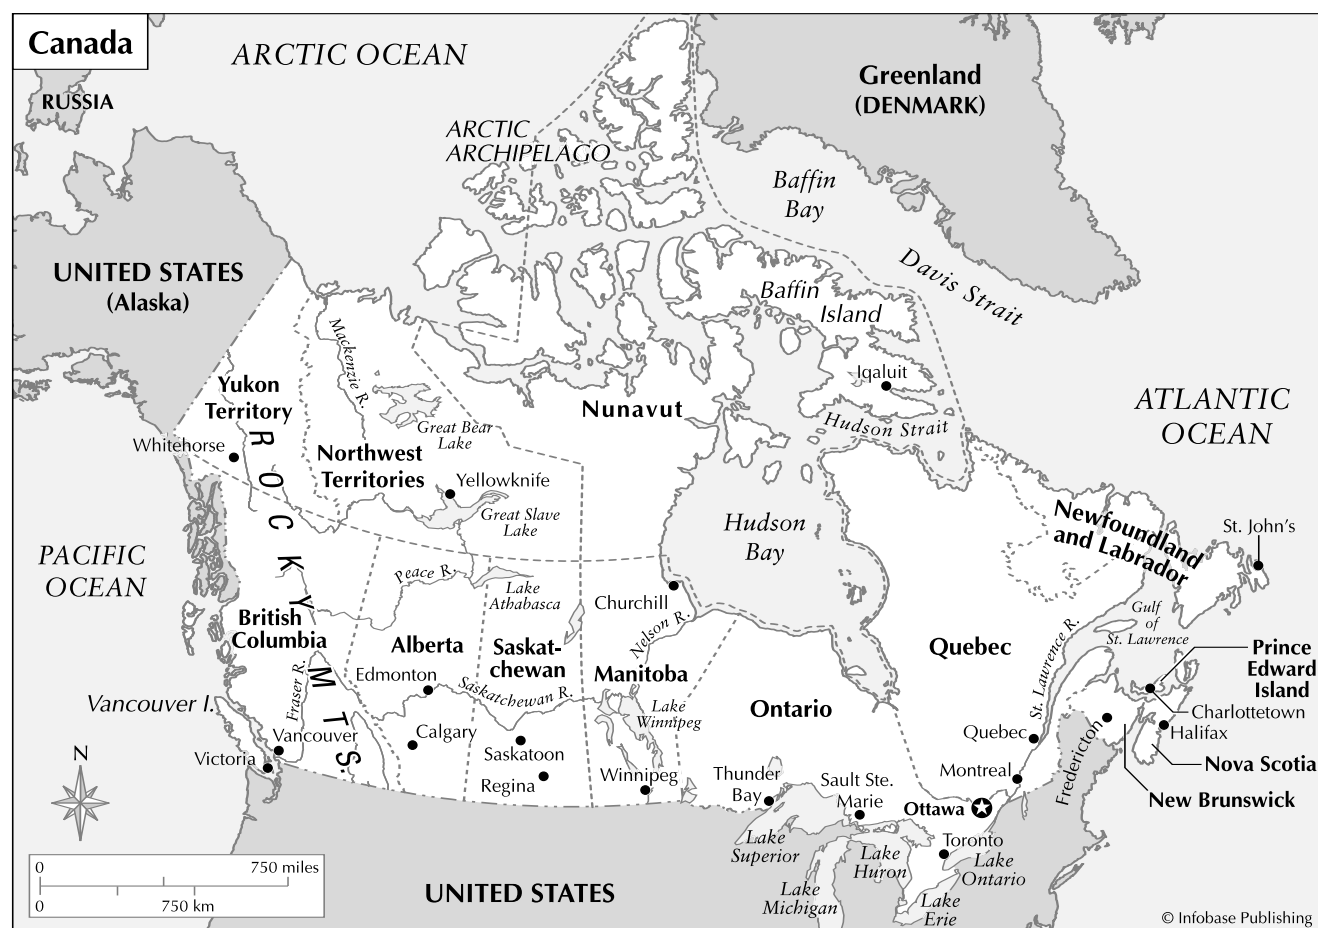 Canada
ARCTIC OCEAN
RUSSIA
Greenland
(DENMARK)
ARCTIC
ARCHIPELAGO
Baffin
Bay
Davis Strait
UNITED STATES
(Alaska)
Baffin
Island
Mackenzie R.
Iqaluit
Yukon
Territory
Nunavut
ATLANTIC
OCEAN
Great Bear
Lake
Hudson Strait
Whitehorse
Northwest
Territories
Yellowknife
ROCKY MTS.
Great Slave
Lake
Hudson
Bay
Newfoundland
and Labrador
St. John's
PACIFIC
OCEAN
Peace R.
Lake
Athabasca
Churchill
Nelson R.
Gulf
of
St. Lawrence
British
Columbia
Alberta
Saskat-
chewan
Manitoba
Quebec
St. Lawrence R.
Prince
Edward
Island
Edmonton
Saskatchewan R.
Fraser R.
Lake
Winnipeg
Ontario
Vancouver I.
Charlottetown
Vancouver
Calgary
Quebec
Halifax
Victoria
Saskatoon
Fredericton
Nova Scotia
Regina
Winnipeg
Thunder
Bay
Sault Ste.
Marie
Montreal
New Brunswick
Ottawa
N
Lake
Superior
Toronto
Lake
Huron
Lake
Ontario
Lake
Michigan
Lake
Erie
UNITED STATES
0 750 miles
0 750 km
© Infobase Publishing